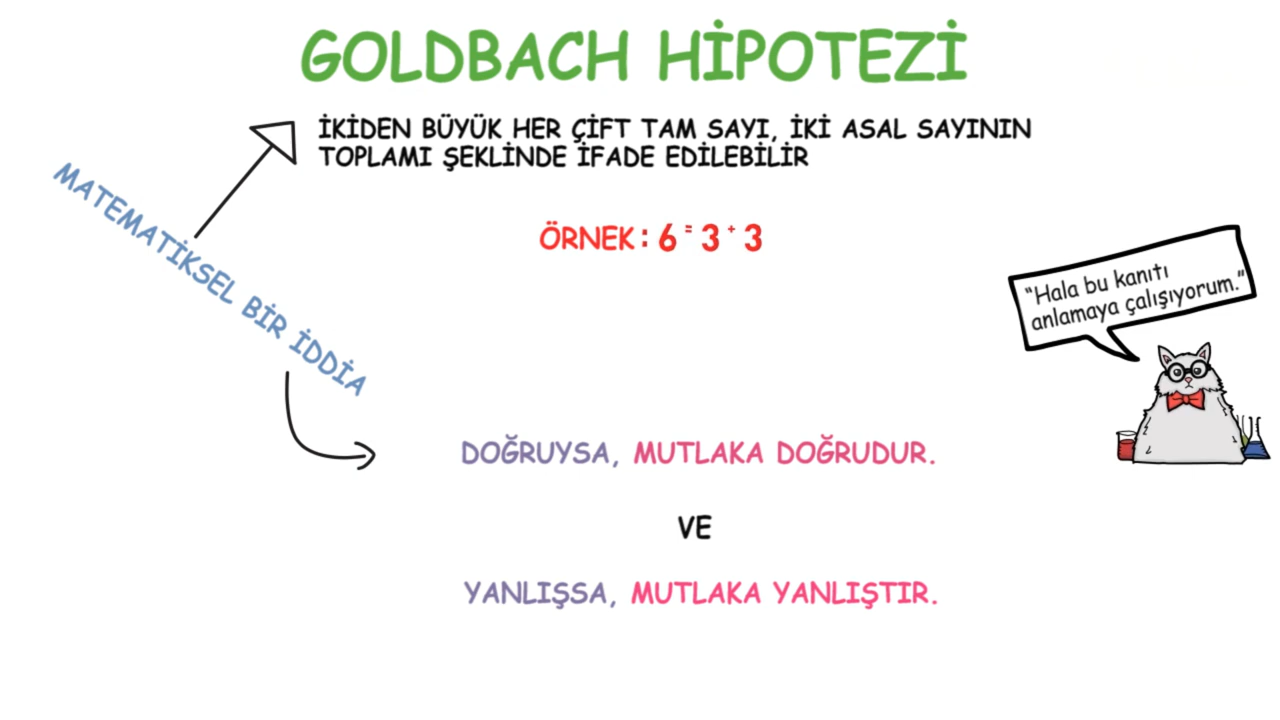 GOLDBACH HİPOTEZİ
İKİDEN BÜYÜK HER ÇİFT TAM SAYI, İKİ ASAL SAYININ
TOPLAMI ŞEKLİNDE İFADE EDİLEBİLİR
MATEMATİKSEL BİR İDDİA
ÖRNEK: 6 = 3 + 3
“Hala bu kanıtı
anlamaya çalışıyorum.”
DOĞRUYSA, MUTLAKA DOĞRUDUR.
VE
YANLIŞSA, MUTLAKA YANLIŞTIR.